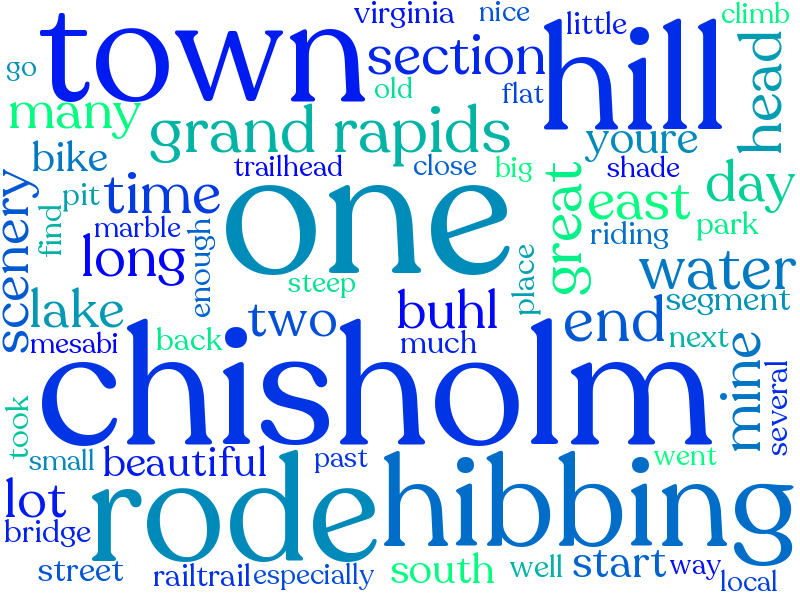 virginia nice climb
town little hill
go section
old flat
many head
grand rapids youre
bike trailhead close big shade
scenery pit time one great east day
marble enough riding park
find long
steep place water
lake two buhl end segment
mesabi back much next mine
chisholm several
took
small beautiful past went
lot rode hibbing
bridge
street railtrail especially south well start way local